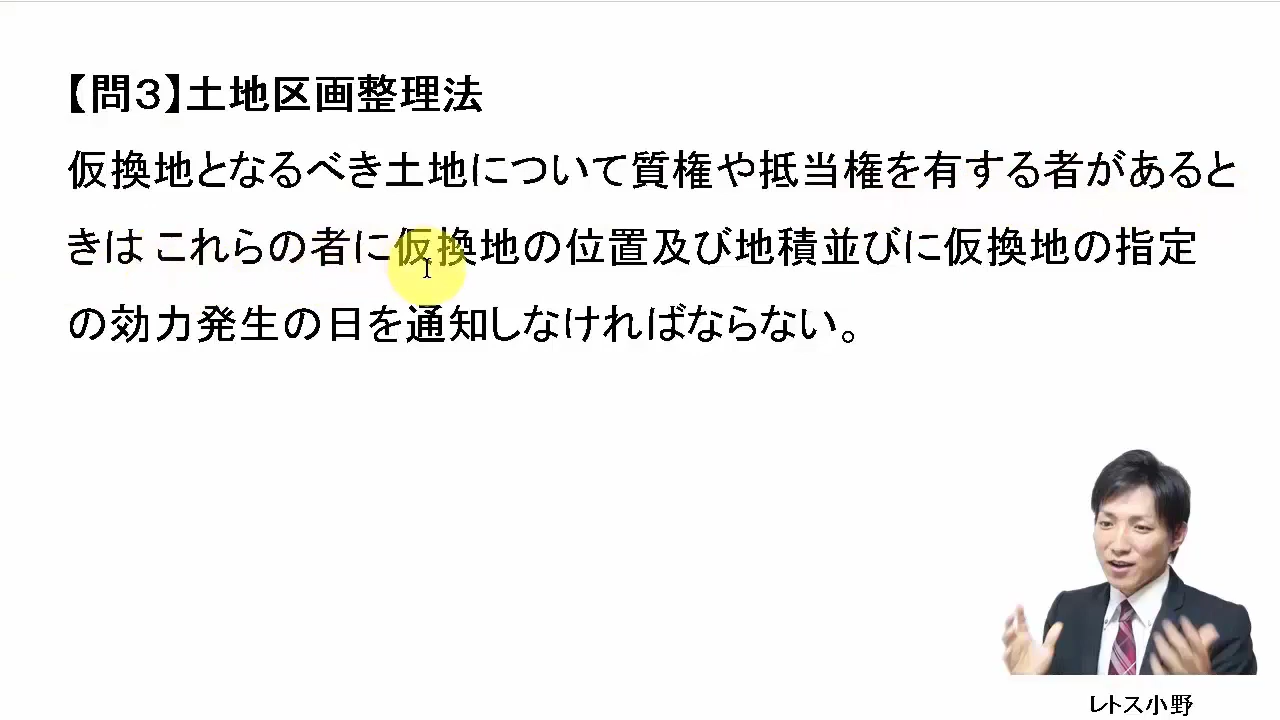 【問３】土地区画整理法
仮換地となるべき土地について質権や抵当権を有する者があると
きは これらの者に仮換地の位置及び地積並びに仮換地の指定
の効力発生の日を通知しなければならない。
レトス小野